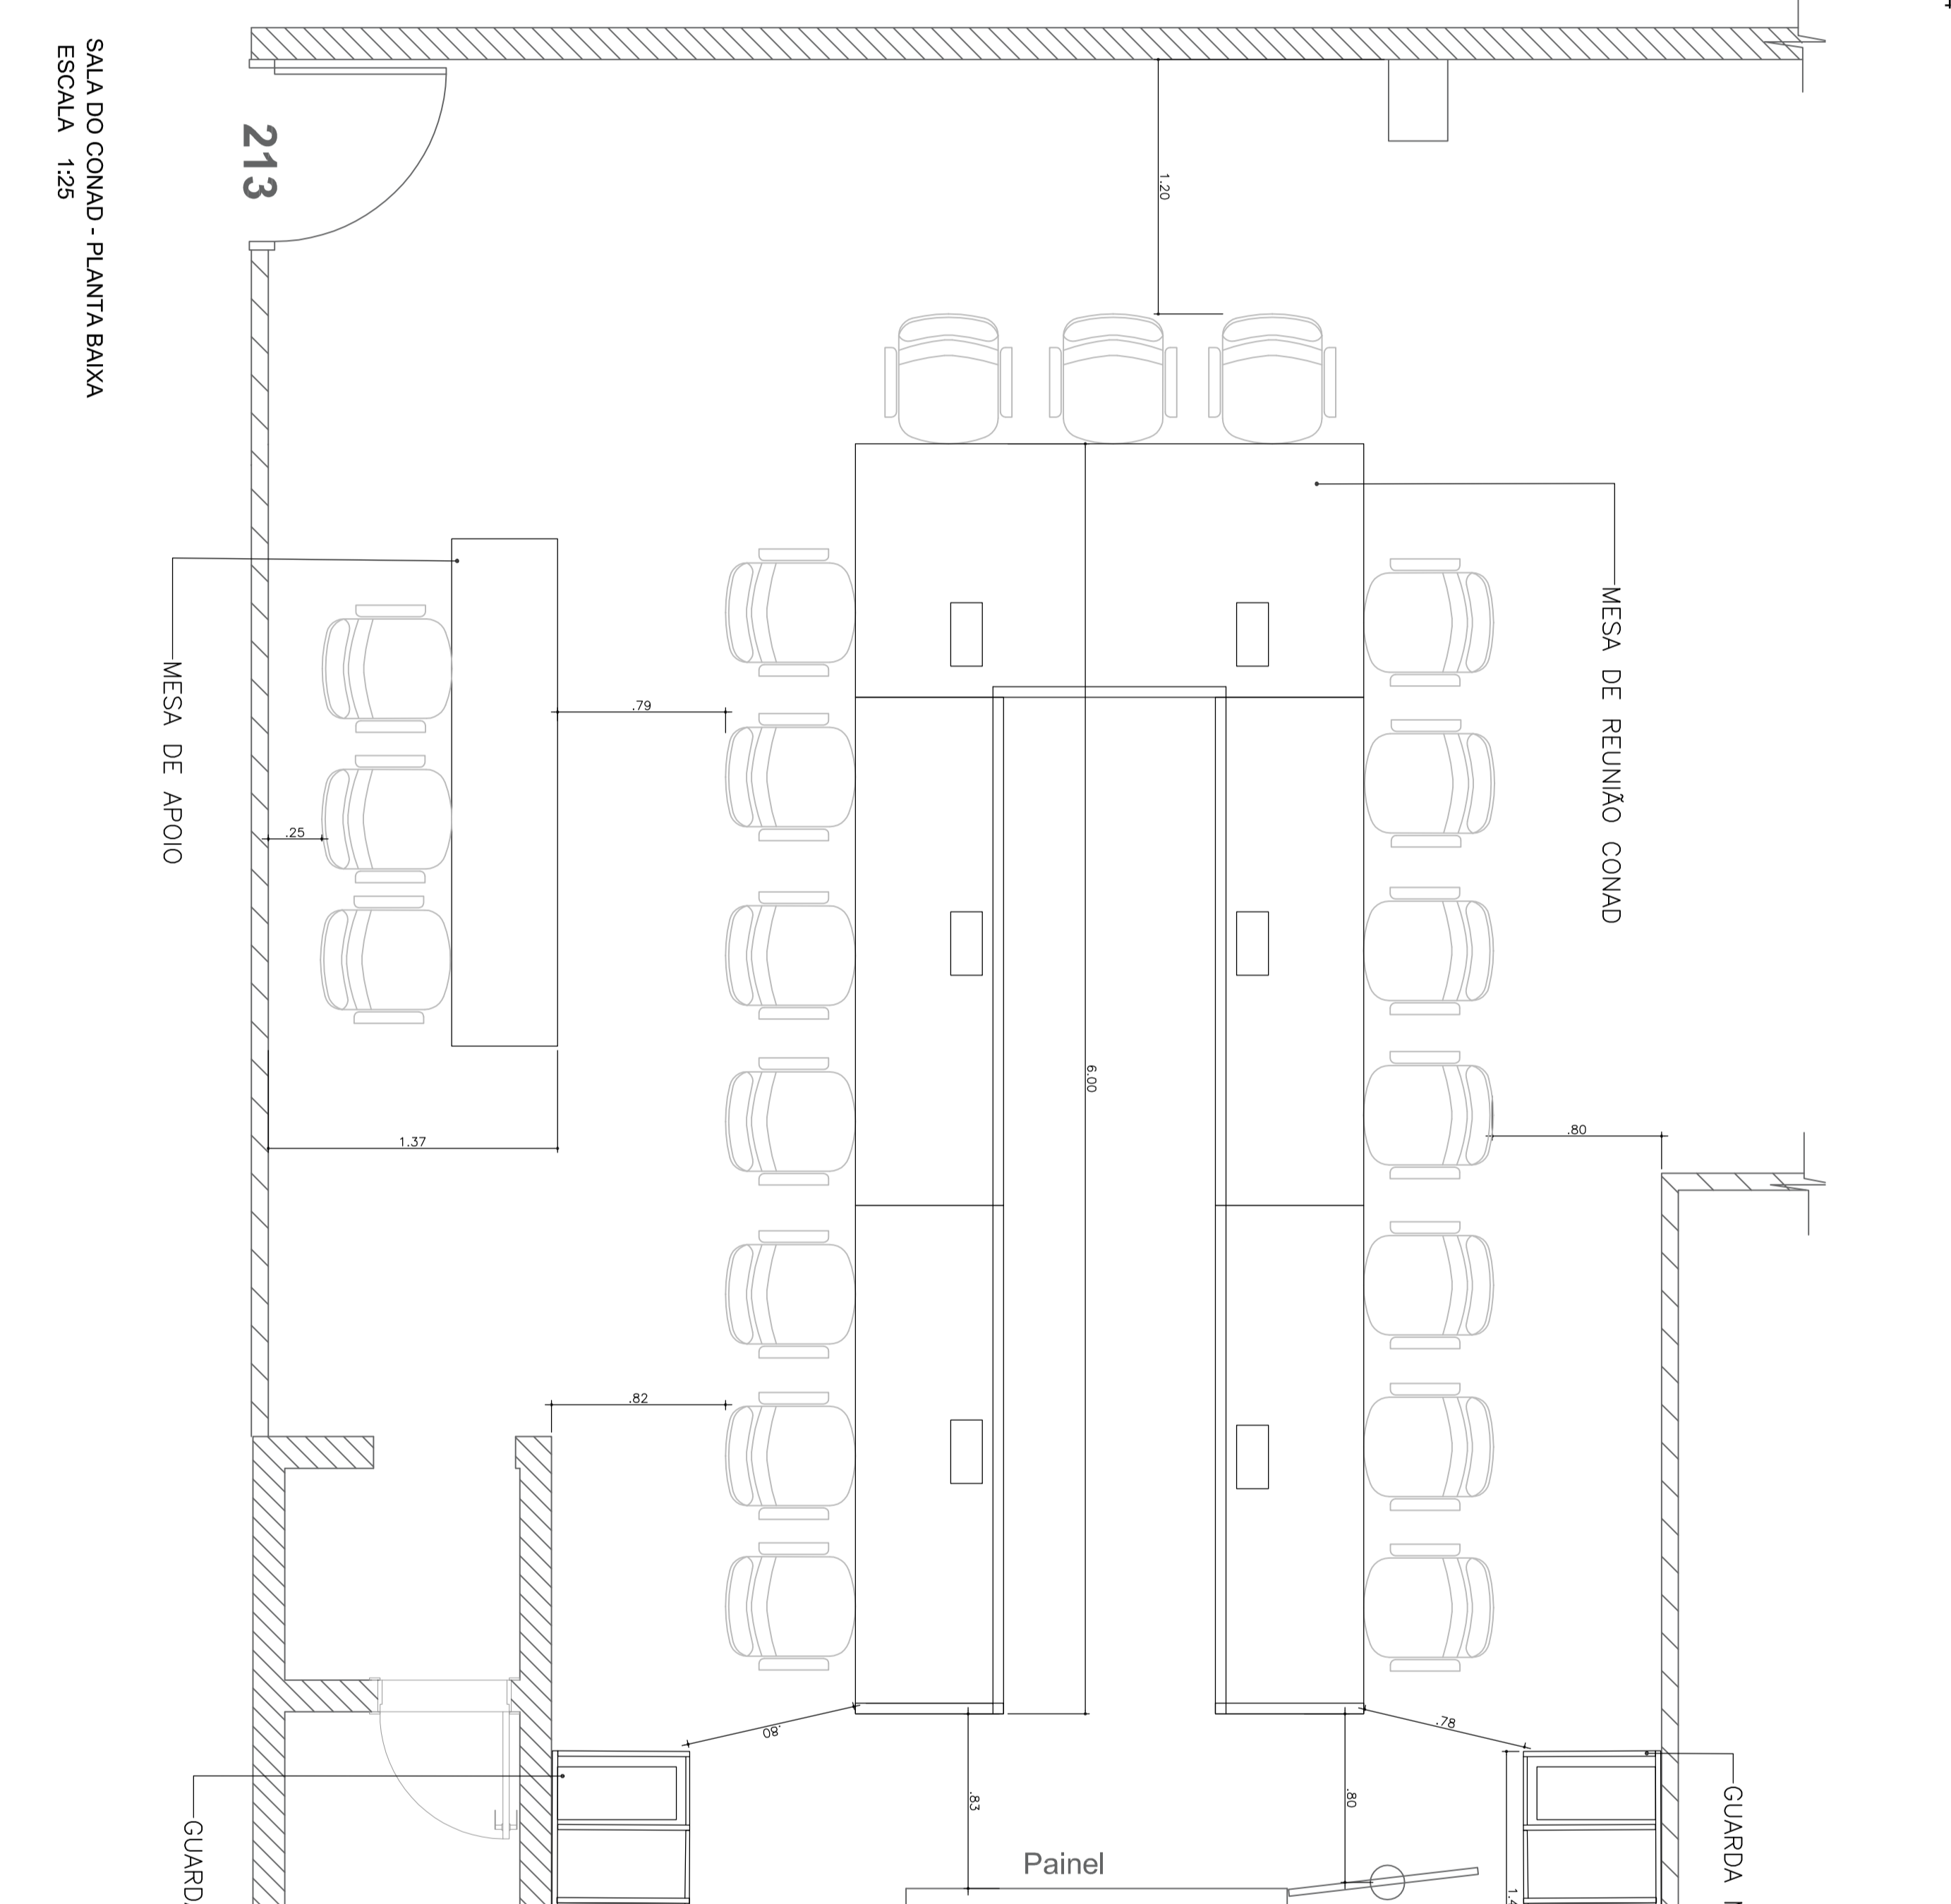 SALA DO CONAD - PLANTA BAIXA
ESCALA 1:25
213
1.20
MESA DE REUNIÃO CONAD
MESA DE APOIO
.79
.25
6.00
.80
1.37
.82
.80
.78
.83
.80
Painel
GUARDA